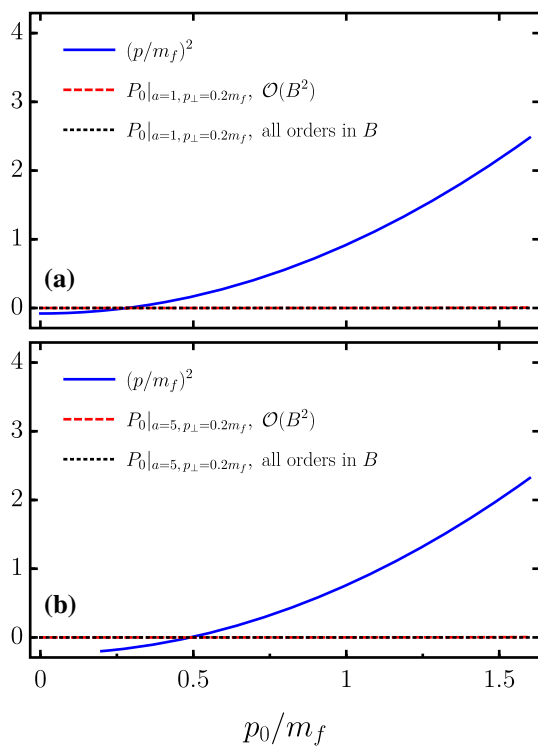 4
(p/m_f)^2
P_0|_{a=1, p_⊥=0.2m_f}, 𝒪(B^2)
3
P_0|_{a=1, p_⊥=0.2m_f}, all orders in B
2
1
(a)
0
4
(p/m_f)^2
P_0|_{a=5, p_⊥=0.2m_f}, 𝒪(B^2)
3
P_0|_{a=5, p_⊥=0.2m_f}, all orders in B
2
1
(b)
0
0 0.5 1 1.5
p_0/m_f